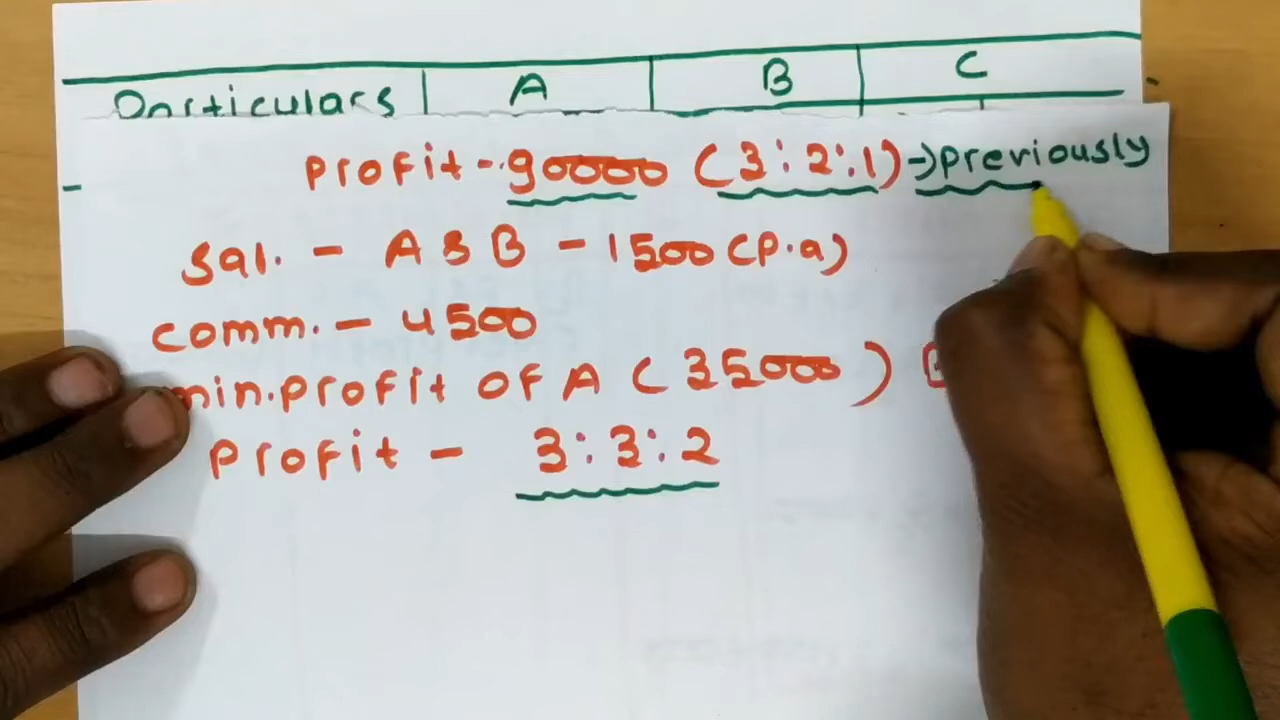 Particulars A B C
Profit - 90000 (3:2:1) → previously
Sal. - A & B - 1500 (P.a)
comm. - 4500
min.profit of A (35000)
Profit - 3:3:2